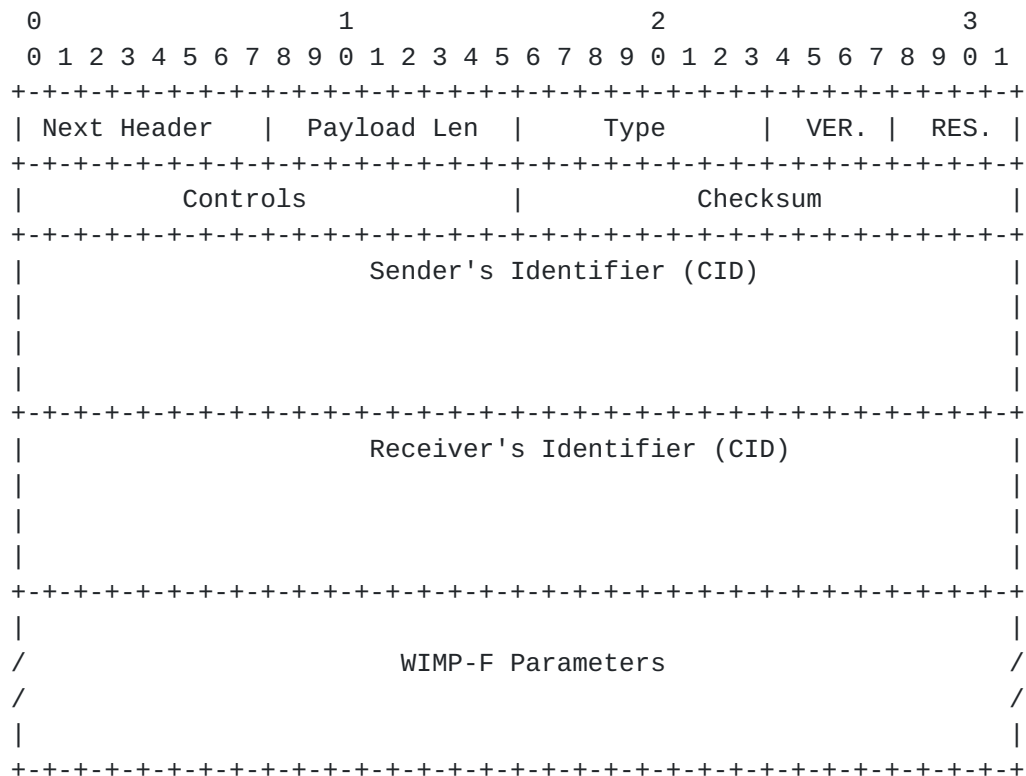 0                   1                   2                   3
 0 1 2 3 4 5 6 7 8 9 0 1 2 3 4 5 6 7 8 9 0 1 2 3 4 5 6 7 8 9 0 1
+-+-+-+-+-+-+-+-+-+-+-+-+-+-+-+-+-+-+-+-+-+-+-+-+-+-+-+-+-+-+-+-+
| Next Header   |  Payload Len  |     Type      |  VER. |  RES. |
+-+-+-+-+-+-+-+-+-+-+-+-+-+-+-+-+-+-+-+-+-+-+-+-+-+-+-+-+-+-+-+-+
|          Controls             |           Checksum            |
+-+-+-+-+-+-+-+-+-+-+-+-+-+-+-+-+-+-+-+-+-+-+-+-+-+-+-+-+-+-+-+-+
|                      Sender's Identifier (CID)                |
|                                                               |
|                                                               |
|                                                               |
+-+-+-+-+-+-+-+-+-+-+-+-+-+-+-+-+-+-+-+-+-+-+-+-+-+-+-+-+-+-+-+-+
|                      Receiver's Identifier (CID)              |
|                                                               |
|                                                               |
|                                                               |
+-+-+-+-+-+-+-+-+-+-+-+-+-+-+-+-+-+-+-+-+-+-+-+-+-+-+-+-+-+-+-+-+
|                                                               |
/                        WIMP-F Parameters                      /
/                                                               /
|                                                               |
+-+-+-+-+-+-+-+-+-+-+-+-+-+-+-+-+-+-+-+-+-+-+-+-+-+-+-+-+-+-+-+-+